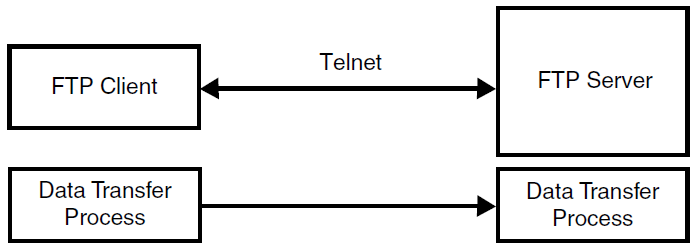 Telnet
FTP Client
FTP Server
Data Transfer
Process
Data Transfer
Process